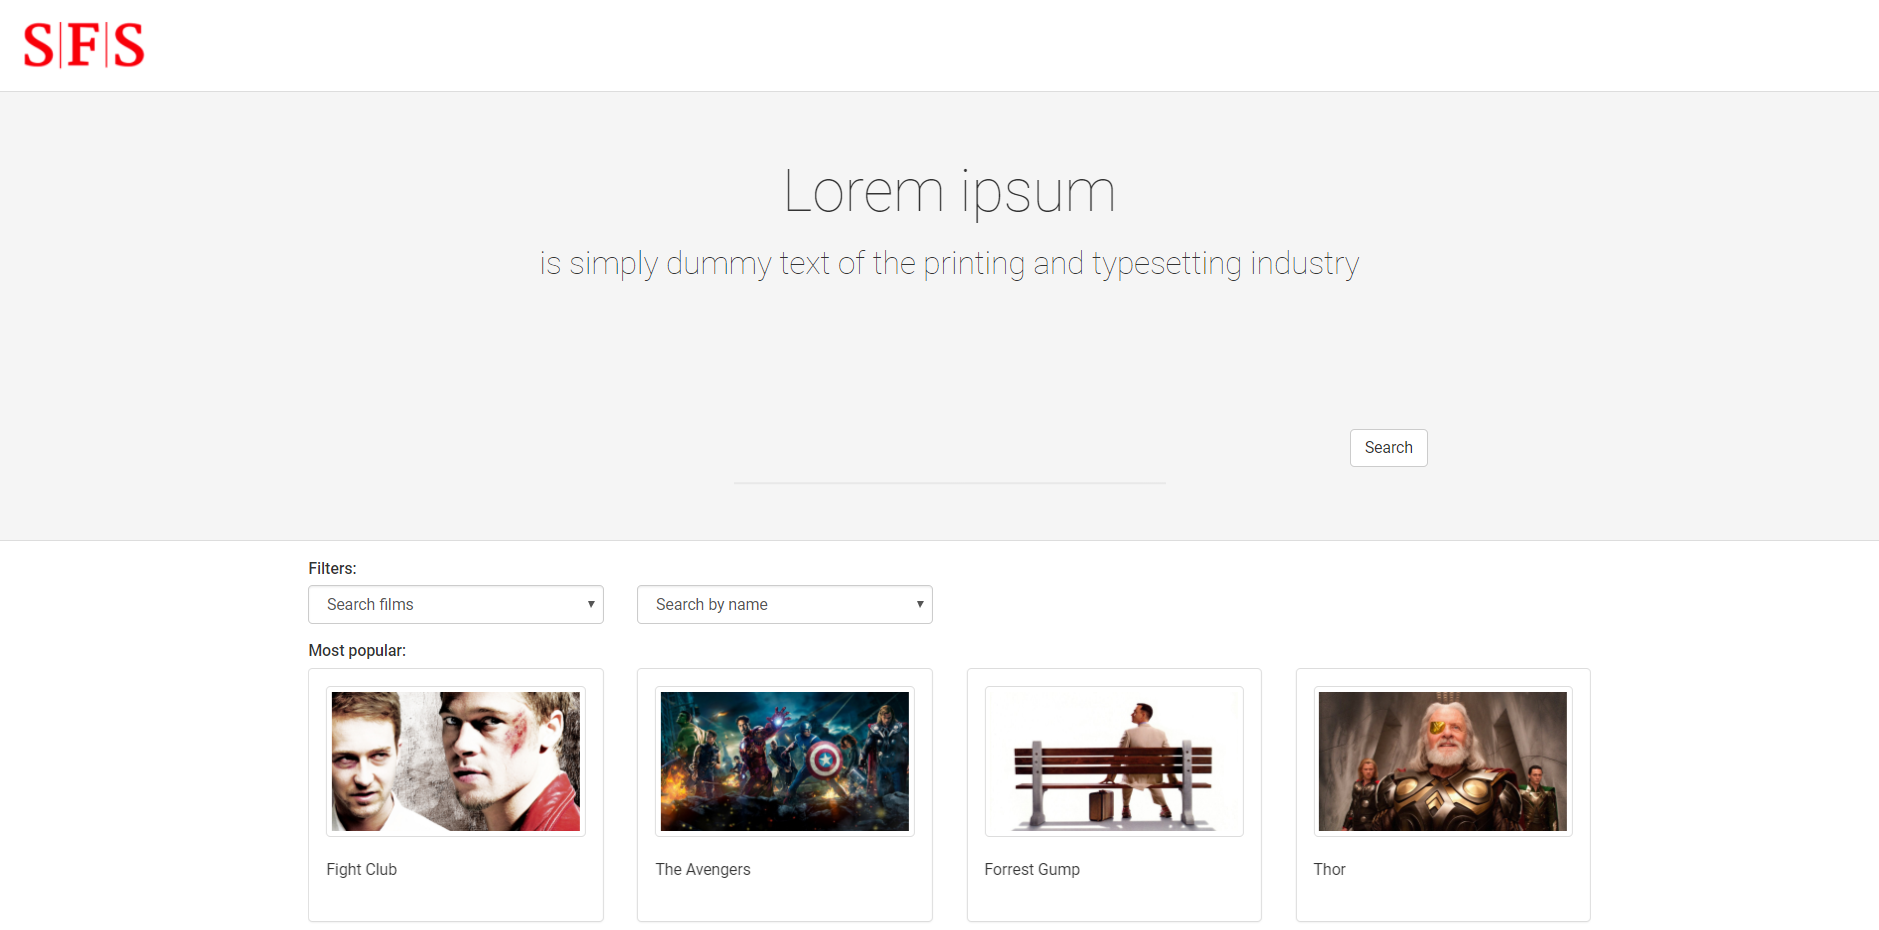 S|F|S
Lorem ipsum
is simply dummy text of the printing and typesetting industry
Search
Filters:
Search films
Search by name
Most popular:
Fight Club
The Avengers
Forrest Gump
Thor